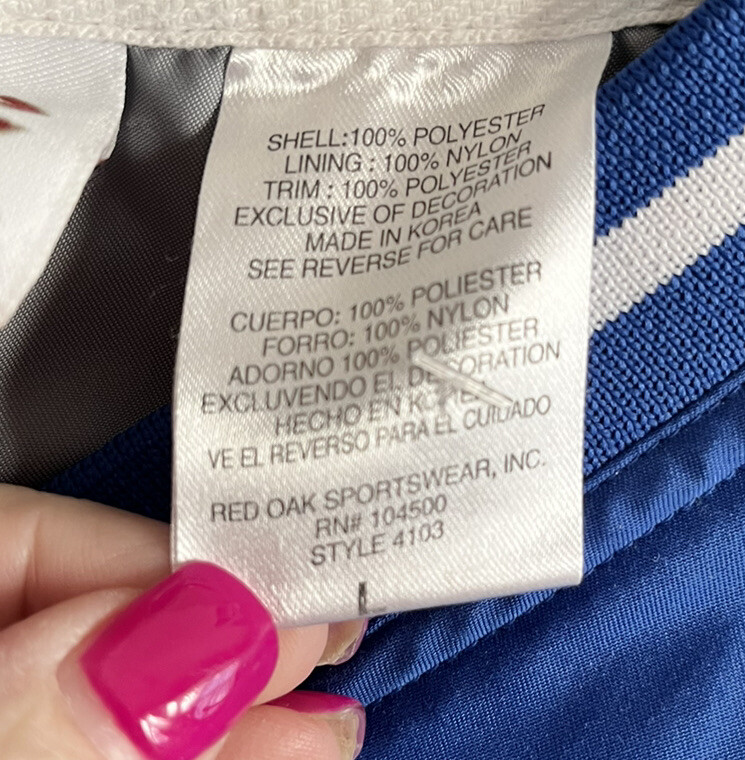 SHELL:100% POLYESTER
LINING : 100% NYLON
TRIM : 100% POLYESTER
EXCLUSIVE OF DECORATION
MADE IN KOREA
SEE REVERSE FOR CARE
CUERPO: 100% POLIESTER
FORRO: 100% NYLON
ADORNO 100% POLIESTER
EXCLUVENDO EL DECORATION
HECHO EN KOREA
VE EL REVERSO PARA EL CUIDADO
RED OAK SPORTSWEAR, INC.
RN# 104500
STYLE 4103
L